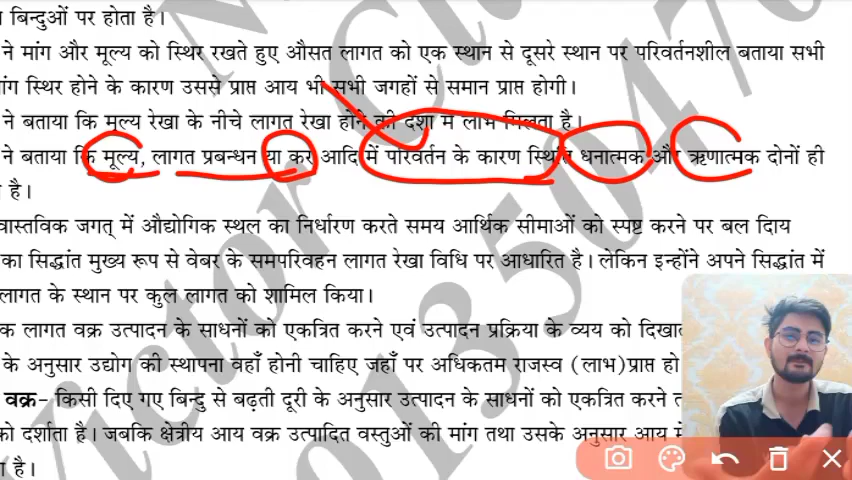 बिन्दुओं पर होता है।
ने मांग और मूल्य को स्थिर रखते हुए औसत लागत को एक स्थान से दूसरे स्थान पर परिवर्तनशील बताया सभी
स्थिर होने के कारण उससे प्राप्त आय भी सभी जगहों से समान प्राप्त होगी।
ने बताया कि मूल्य रेखा के नीचे लागत रेखा होने की दशा में लाभ मिलता है।
ने बताया कि मूल्य, लागत प्रबन्धन या कर आदि में परिवर्तन के कारण स्थिति धनात्मक और ऋणात्मक दोनों ही
है।
वास्तविक जगत् में औद्योगिक स्थल का निर्धारण करते समय आर्थिक सीमाओं को स्पष्ट करने पर बल दिाय
का सिद्धांत मुख्य रूप से वेबर के समपरिवहन लागत रेखा विधि पर आधारित है। लेकिन इन्होंने अपने सिद्धांत में
लागत के स्थान पर कुल लागत को शामिल किया।
लागत वक्र उत्पादन के साधनों को एकत्रित करने एवं उत्पादन प्रक्रिया के व्यय को
के अनुसार उद्योग की स्थापना वहाँ होनी चाहिए जहाँ पर अधिकतम राजस्व (लाभ)प्राप्त हो
वक्र– किसी दिए गए बिन्दु से बढ़ती दूरी के अनुसार उत्पादन के साधनों को एकत्रित करने
को दर्शाता है। जबकि क्षेत्रीय आय वक्र उत्पादित वस्तुओं की मांग तथा उसके अनुसार आय में
है।
Victor